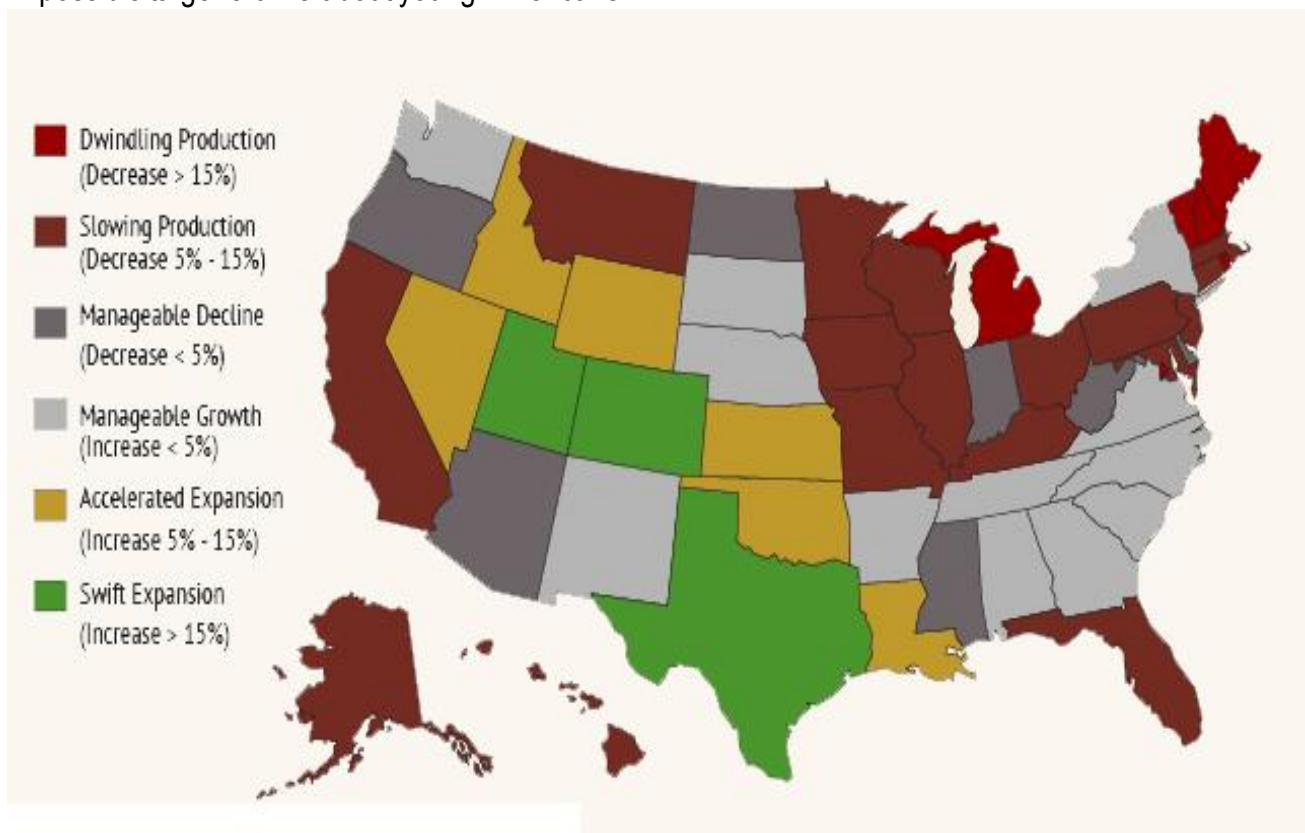 Dwindling Production
(Decrease > 15%)
Slowing Production
(Decrease 5% - 15%)
Manageable Decline
(Decrease < 5%)
Manageable Growth
(Increase < 5%)
Accelerated Expansion
(Increase 5% - 15%)
Swift Expansion
(Increase > 15%)